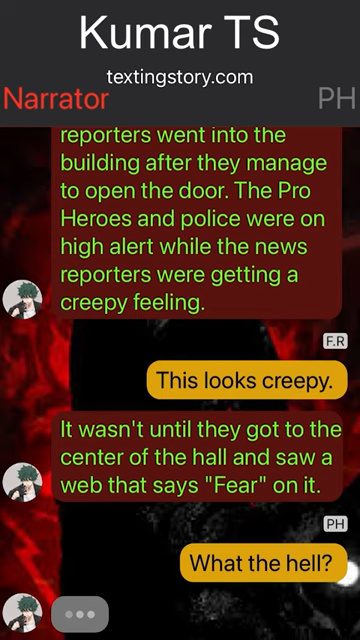 Kumar TS
textingstory.com
Narrator
PH
reporters went into the
building after they manage
to open the door. The Pro
Heroes and police were on
high alert while the news
reporters were getting a
creepy feeling.
F.R
This looks creepy.
It wasn't until they got to the
center of the hall and saw a
web that says "Fear" on it.
PH
What the hell?